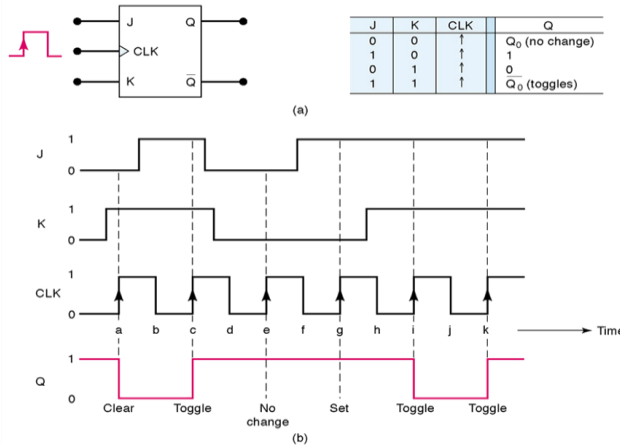 J Q
CLK
K Q̅
J K CLK Q
0 0 ↑ Q₀ (no change)
1 0 ↑ 1
0 1 ↑ 0
1 1 ↑ Q̅₀ (toggles)
(a)
1
J
0
1
K
0
1
CLK
0
a b c d e f g h i j k Time
1
Q
0
Clear Toggle No change Set Toggle Toggle
(b)